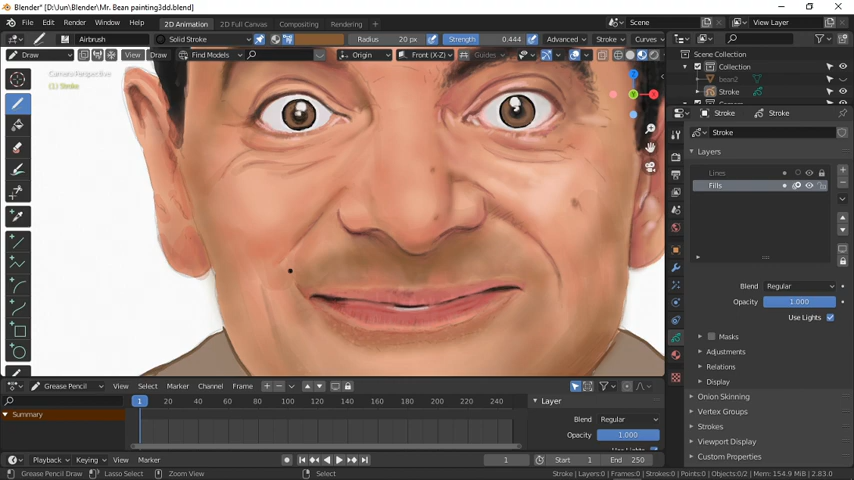 Blender* [D:\Jun\Blender\Mr. Bean painting3dd.blend]
File Edit Render Window Help 2D Animation 2D Full Canvas Compositing Rendering Scene View Layer
Airbrush Solid Stroke Radius 20 px Strength 0.444 Advanced Stroke Curves
Draw View Draw Find Models Origin Front (X-Z) Guides
Camera Perspective
(1) Stroke
Scene Collection
Collection
bean2
Stroke
Stroke Stroke
Stroke
Layers
Lines
Fills
Blend Regular
Opacity 1.000
Use Lights
Masks
Adjustments
Relations
Display
Onion Skinning
Vertex Groups
Strokes
Viewport Display
Custom Properties
Grease Pencil View Select Marker Channel Frame
1 20 40 60 80 100 120 140 160 180 200 220 240
Summary
Layer
Blend Regular
Opacity 1.000
Playback Keying View Marker 1 Start 1 End 250
Grease Pencil Draw Lasso Select Zoom View Select Stroke | Layers:0 | Frames:0 | Strokes:0 | Points:0 | Objects:0/2 | Mem: 154.9 MiB | 2.83.0